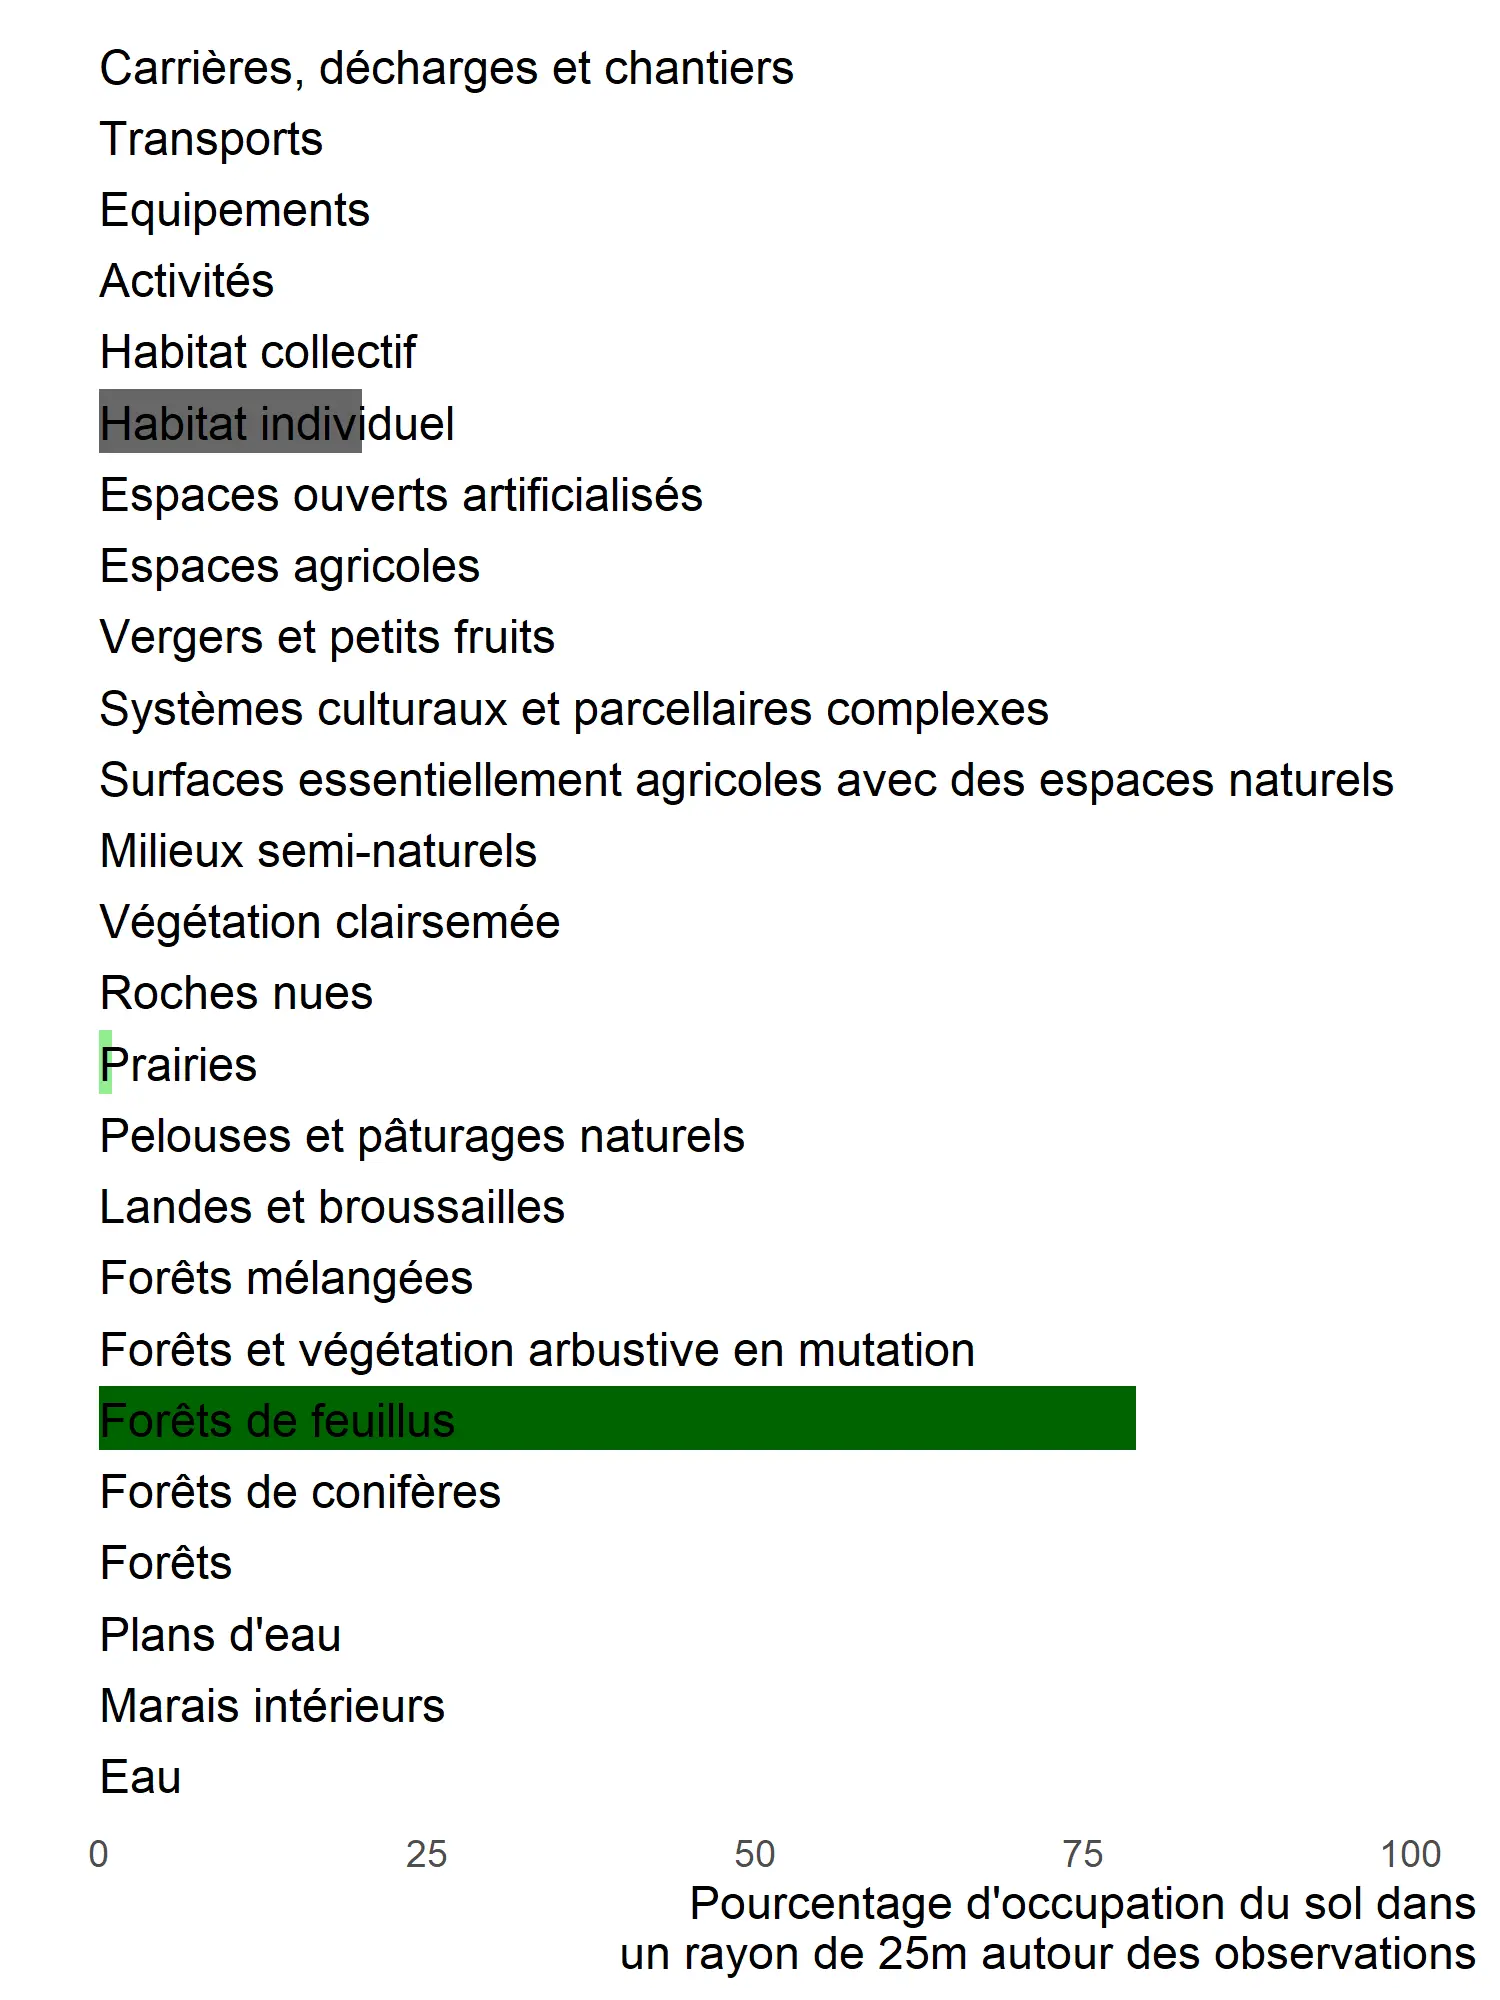 Carrières, décharges et chantiers
Transports
Equipements
Activités
Habitat collectif
Habitat individuel
Espaces ouverts artificialisés
Espaces agricoles
Vergers et petits fruits
Systèmes culturaux et parcellaires complexes
Surfaces essentiellement agricoles avec des espaces naturels
Milieux semi-naturels
Végétation clairsemée
Roches nues
Prairies
Pelouses et pâturages naturels
Landes et broussailles
Forêts mélangées
Forêts et végétation arbustive en mutation
Forêts de feuillus
Forêts de conifères
Forêts
Plans d'eau
Marais intérieurs
Eau
0 25 50 75 100
Pourcentage d'occupation du sol dans
un rayon de 25m autour des observations